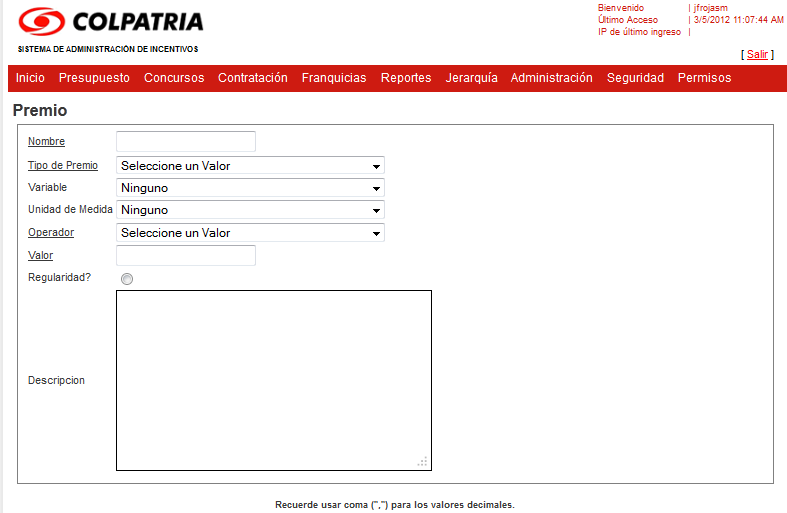 COLPATRIA
SISTEMA DE ADMINISTRACIÓN DE INCENTIVOS
Bienvenido | jfrojasm
Último Acceso | 3/5/2012 11:07:44 AM
IP de último ingreso |
[ Salir ]
Inicio Presupuesto Concursos Contratación Franquicias Reportes Jerarquía Administración Seguridad Permisos
Premio
Nombre
Tipo de Premio Seleccione un Valor
Variable Ninguno
Unidad de Medida Ninguno
Operador Seleccione un Valor
Valor
Regularidad?
Descripcion
Recuerde usar coma (",") para los valores decimales.